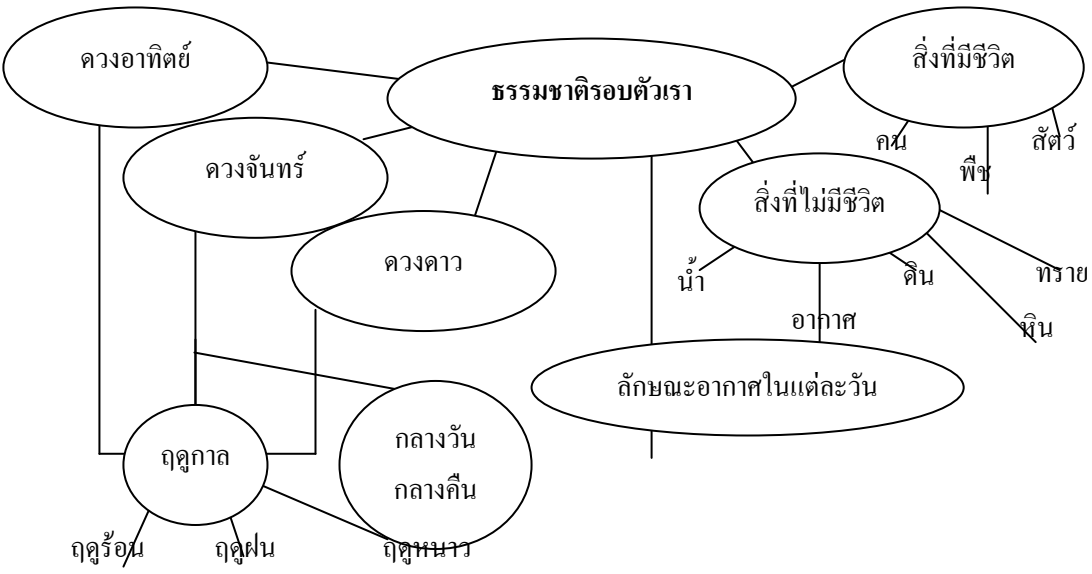 ดวงอาทิตย์
ธรรมชาติรอบตัวเรา
สิ่งที่มีชีวิต
คน
พืช
สัตว์
ดวงจันทร์
สิ่งที่ไม่มีชีวิต
ดวงดาว
น้ำ
อากาศ
ดิน
หิน
ทราย
ลักษณะอากาศในแต่ละวัน
กลางวัน
กลางคืน
ฤดูกาล
ฤดูร้อน
ฤดูฝน
ฤดูหนาว